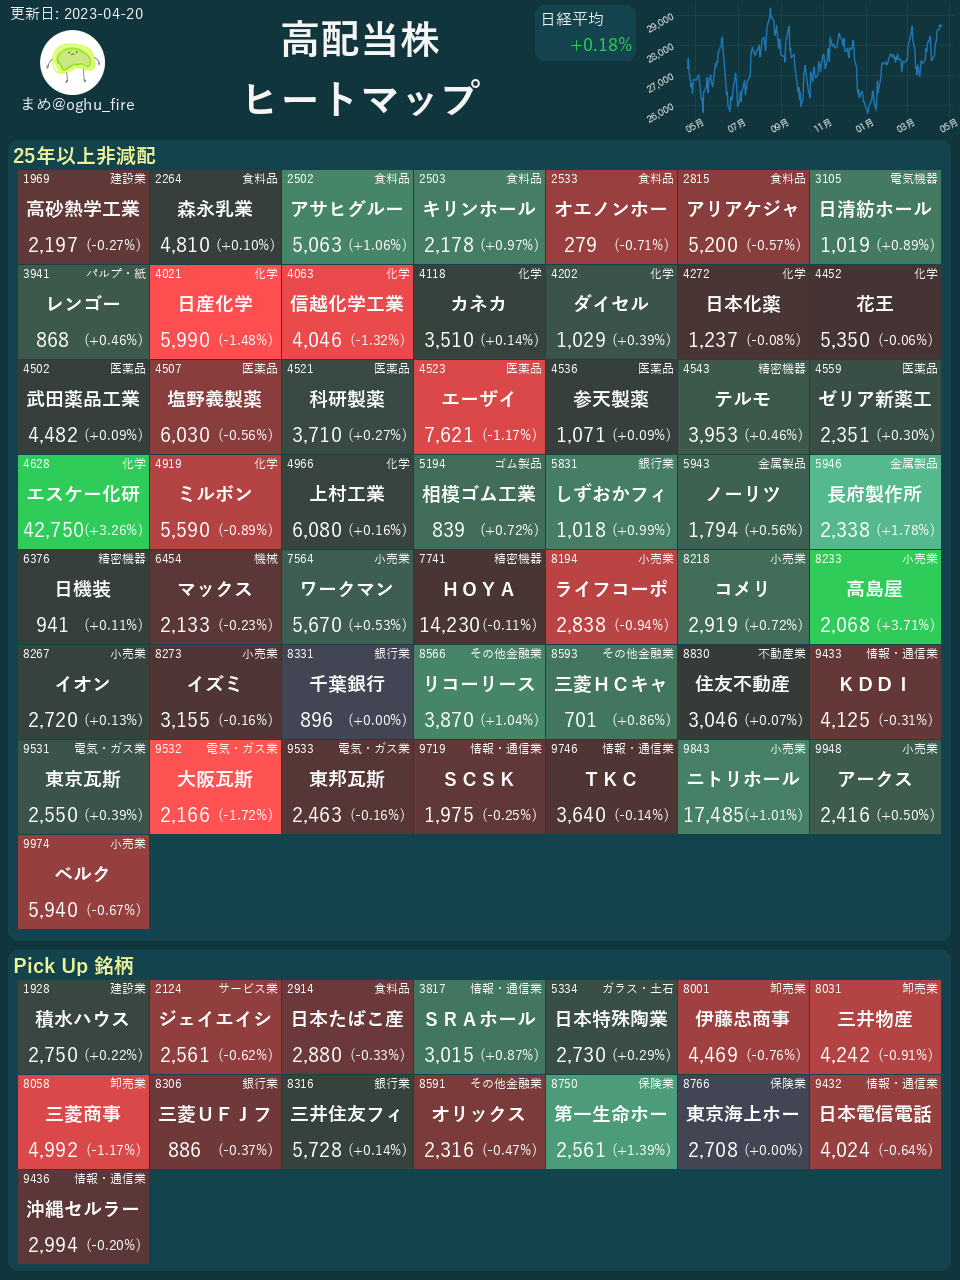 更新日: 2023-04-20
まめ@oghu_fire
高配当株
ヒートマップ
日経平均
+0.18%
29,000
28,000
27,000
26,000
05月 07月 09月 11月 01月 03月 05月
25年以上非減配
1969 建設業 2264 食料品 2502 食料品 2503 食料品 2533 食料品 2815 食料品 3105 電気機器
高砂熱学工業 森永乳業 アサヒグルー キリンホール オエノンホー アリアケジャ 日清紡ホール
2,197 (-0.27%) 4,810 (+0.10%) 5,063 (+1.06%) 2,178 (+0.97%) 279 (-0.71%) 5,200 (-0.57%) 1,019 (+0.89%)
3941 パルプ・紙 4021 化学 4063 化学 4118 化学 4202 化学 4272 化学 4452 化学
レンゴー 日産化学 信越化学工業 カネカ ダイセル 日本化薬 花王
868 (+0.46%) 5,990 (-1.48%) 4,046 (-1.32%) 3,510 (+0.14%) 1,029 (+0.39%) 1,237 (-0.08%) 5,350 (-0.06%)
4502 医薬品 4507 医薬品 4521 医薬品 4523 医薬品 4536 医薬品 4543 精密機器 4559 医薬品
武田薬品工業 塩野義製薬 科研製薬 エーザイ 参天製薬 テルモ ゼリア新薬工
4,482 (+0.09%) 6,030 (-0.56%) 3,710 (+0.27%) 7,621 (-1.17%) 1,071 (+0.09%) 3,953 (+0.46%) 2,351 (+0.30%)
4628 化学 4919 化学 4966 化学 5194 ゴム製品 5831 銀行業 5943 金属製品 5946 金属製品
エスケー化研 ミルボン 上村工業 相模ゴム工業 しずおかフィ ノーリツ 長府製作所
42,750(+3.26%) 5,590 (-0.89%) 6,080 (+0.16%) 839 (+0.72%) 1,018 (+0.99%) 1,794 (+0.56%) 2,338 (+1.78%)
6376 精密機器 6454 機械 7564 小売業 7741 精密機器 8194 小売業 8218 小売業 8233 小売業
日機装 マックス ワークマン ＨＯＹＡ ライフコーポ コメリ 高島屋
941 (+0.11%) 2,133 (-0.23%) 5,670 (+0.53%) 14,230(-0.11%) 2,838 (-0.94%) 2,919 (+0.72%) 2,068 (+3.71%)
8267 小売業 8273 小売業 8331 銀行業 8566 その他金融業 8593 その他金融業 8830 不動産業 9433 情報・通信業
イオン イズミ 千葉銀行 リコーリース 三菱ＨＣキャ 住友不動産 ＫＤＤＩ
2,720 (+0.13%) 3,155 (-0.16%) 896 (+0.00%) 3,870 (+1.04%) 701 (+0.86%) 3,046 (+0.07%) 4,125 (-0.31%)
9531 電気・ガス業 9532 電気・ガス業 9533 電気・ガス業 9719 情報・通信業 9746 情報・通信業 9843 小売業 9948 小売業
東京瓦斯 大阪瓦斯 東邦瓦斯 ＳＣＳＫ ＴＫＣ ニトリホール アークス
2,550 (+0.39%) 2,166 (-1.72%) 2,463 (-0.16%) 1,975 (-0.25%) 3,640 (-0.14%) 17,485(+1.01%) 2,416 (+0.50%)
9974 小売業
ベルク
5,940 (-0.67%)
Pick Up 銘柄
1928 建設業 2124 サービス業 2914 食料品 3817 情報・通信業 5334 ガラス・土石 8001 卸売業 8031 卸売業
積水ハウス ジェイエイシ 日本たばこ産 ＳＲＡホール 日本特殊陶業 伊藤忠商事 三井物産
2,750 (+0.22%) 2,561 (-0.62%) 2,880 (-0.33%) 3,015 (+0.87%) 2,730 (+0.29%) 4,469 (-0.76%) 4,242 (-0.91%)
8058 卸売業 8306 銀行業 8316 銀行業 8591 その他金融業 8750 保険業 8766 保険業 9432 情報・通信業
三菱商事 三菱ＵＦＪフ 三井住友フィ オリックス 第一生命ホー 東京海上ホー 日本電信電話
4,992 (-1.17%) 886 (-0.37%) 5,728 (+0.14%) 2,316 (-0.47%) 2,561 (+1.39%) 2,708 (+0.00%) 4,024 (-0.64%)
9436 情報・通信業
沖縄セルラー
2,994 (-0.20%)